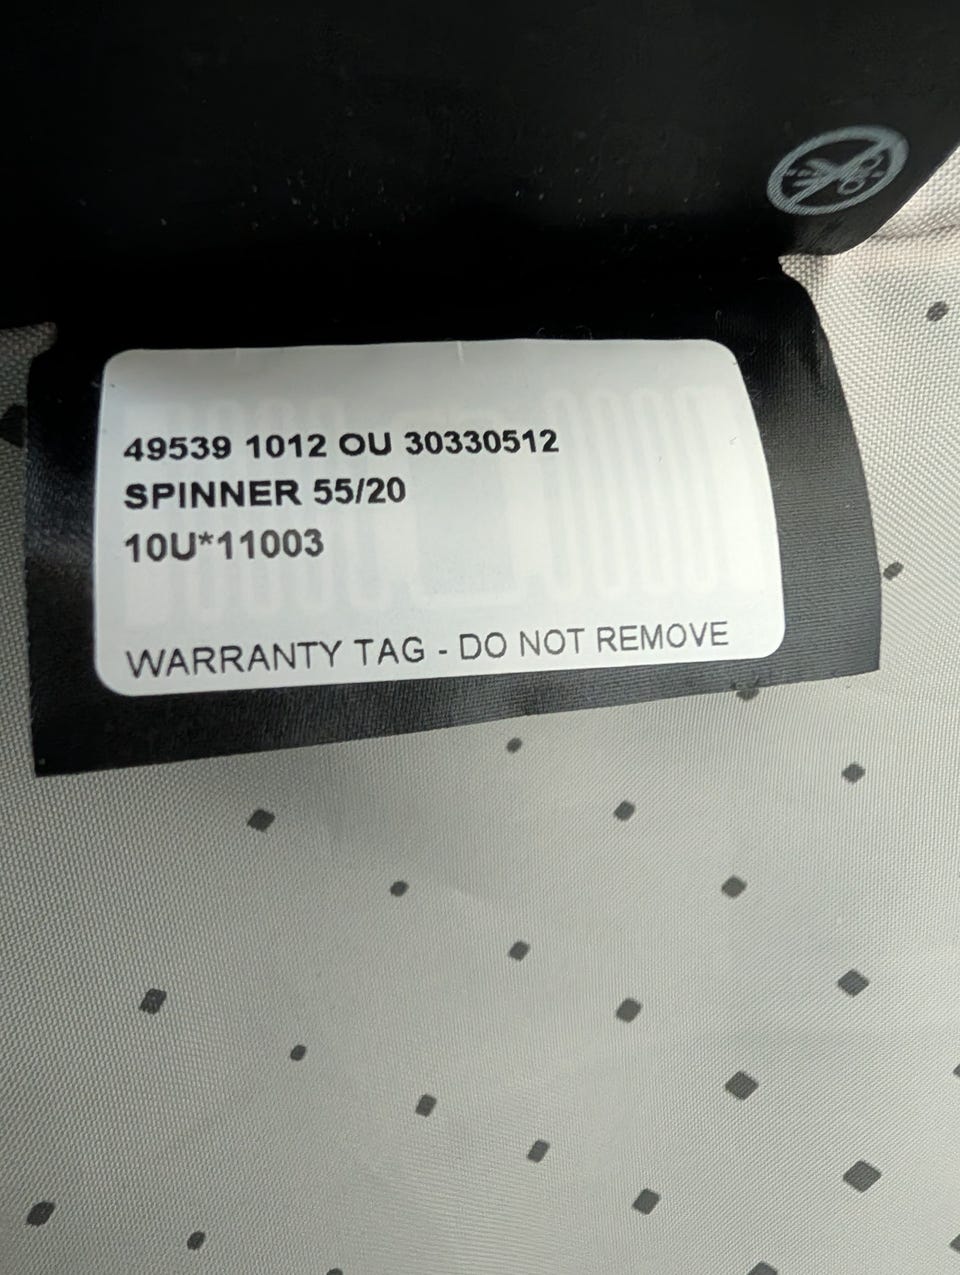 49539 1012 OU 30330512
SPINNER 55/20
10U*11003
WARRANTY TAG - DO NOT REMOVE